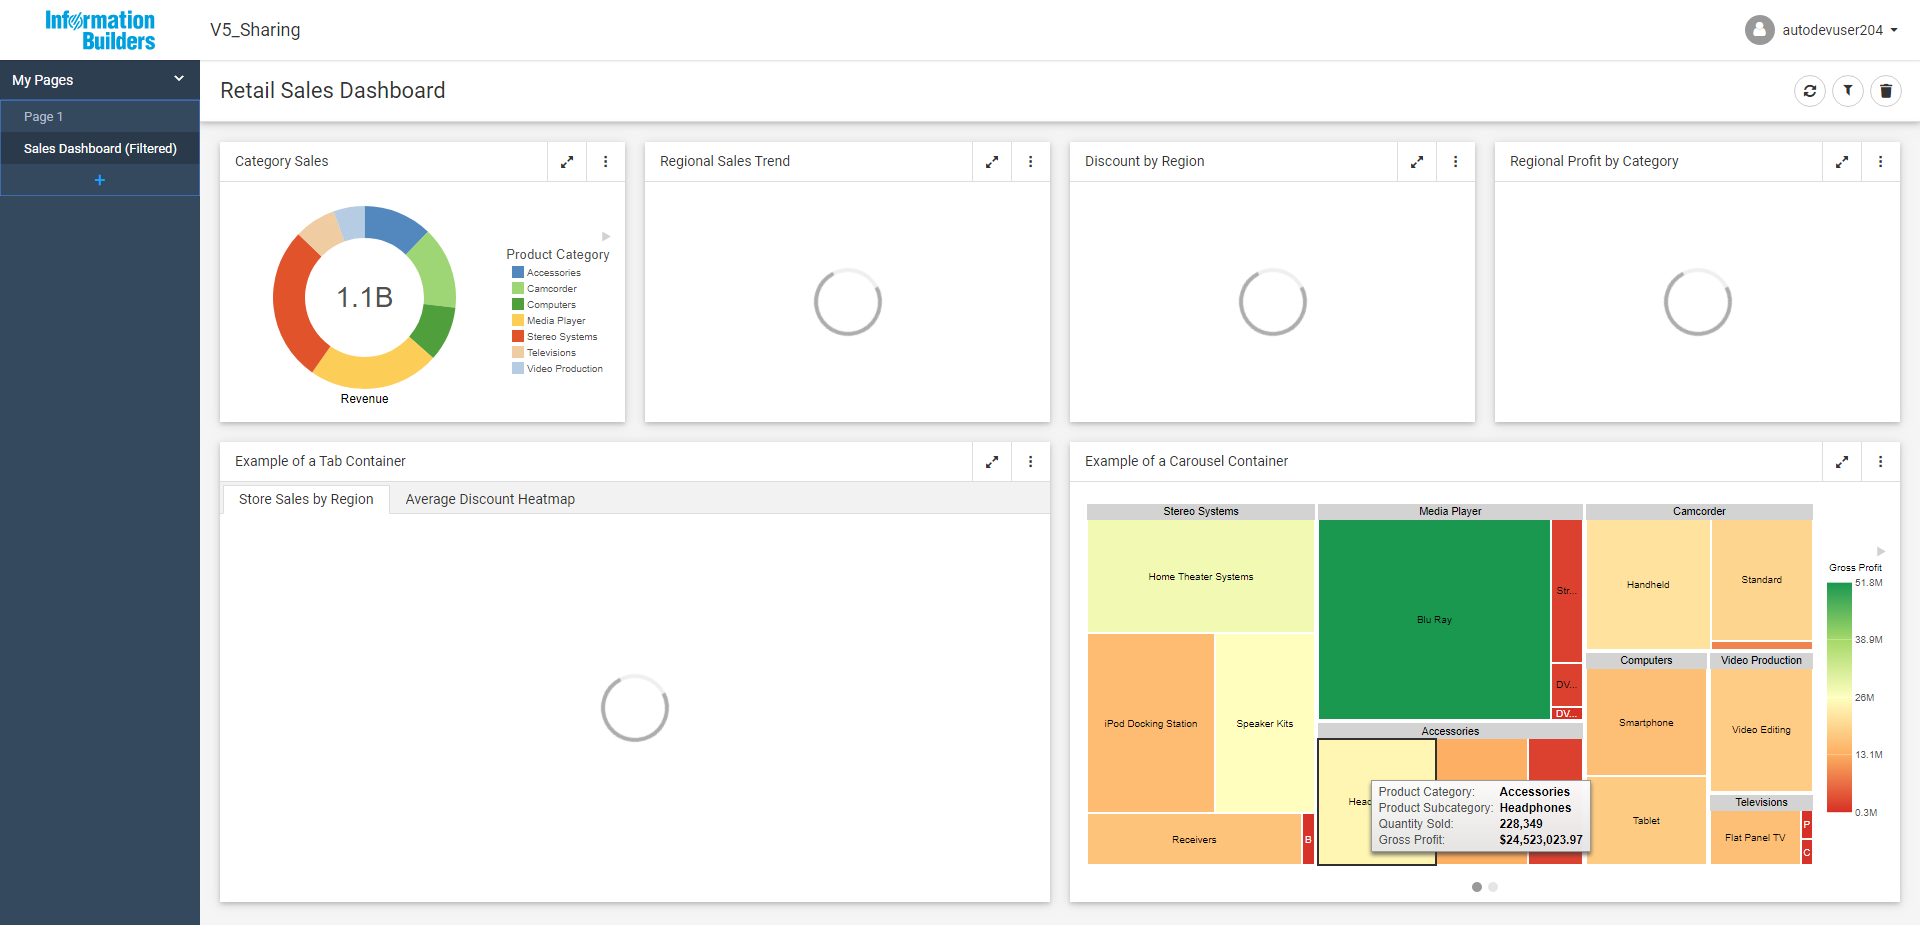 Information
Builders
V5_Sharing
autodevuser204
My Pages
Page 1
Sales Dashboard (Filtered)
+
Retail Sales Dashboard
Category Sales
Regional Sales Trend
Discount by Region
Regional Profit by Category
1.1B
Revenue
Product Category
Accessories
Camcorder
Computers
Media Player
Stereo Systems
Televisions
Video Production
Example of a Tab Container
Store Sales by Region
Average Discount Heatmap
Example of a Carousel Container
Stereo Systems
Home Theater Systems
iPod Docking Station
Speaker Kits
Receivers
B
Media Player
Blu Ray
Str...
DV...
DV...
Accessories
Head
Product Category: Accessories
Product Subcategory: Headphones
Quantity Sold: 228,349
Gross Profit: $24,523,023.97
Camcorder
Handheld
Standard
Computers
Smartphone
Tablet
Video Production
Video Editing
Televisions
Flat Panel TV
P
C
Gross Profit
51.8M
38.9M
26M
13.1M
0.3M